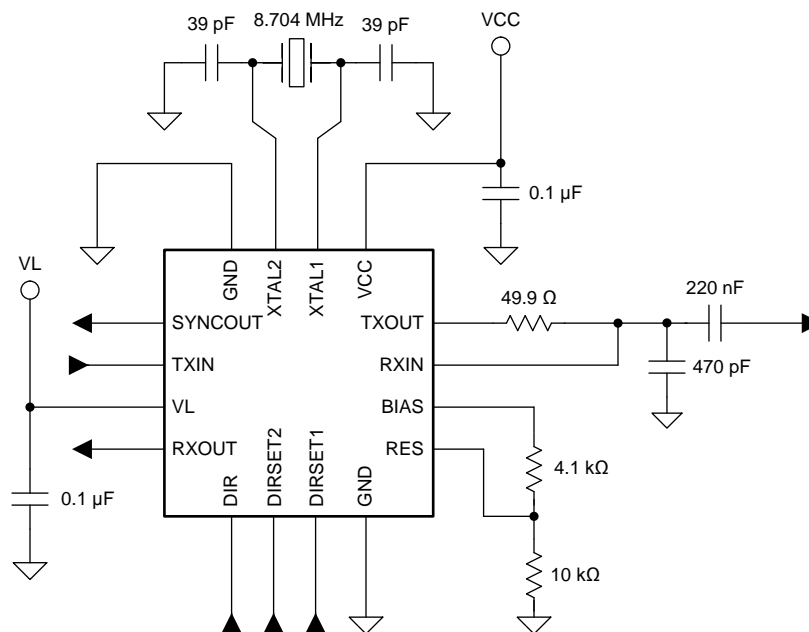 39 pF
8.704 MHz
39 pF
VCC
0.1 µF
VL
GND
XTAL2
XTAL1
VCC
SYNCOUT
TXIN
VL
RXOUT
TXOUT
RXIN
BIAS
RES
DIR
DIRSET2
DIRSET1
GND
49.9 Ω
220 nF
470 pF
4.1 kΩ
10 kΩ
0.1 µF